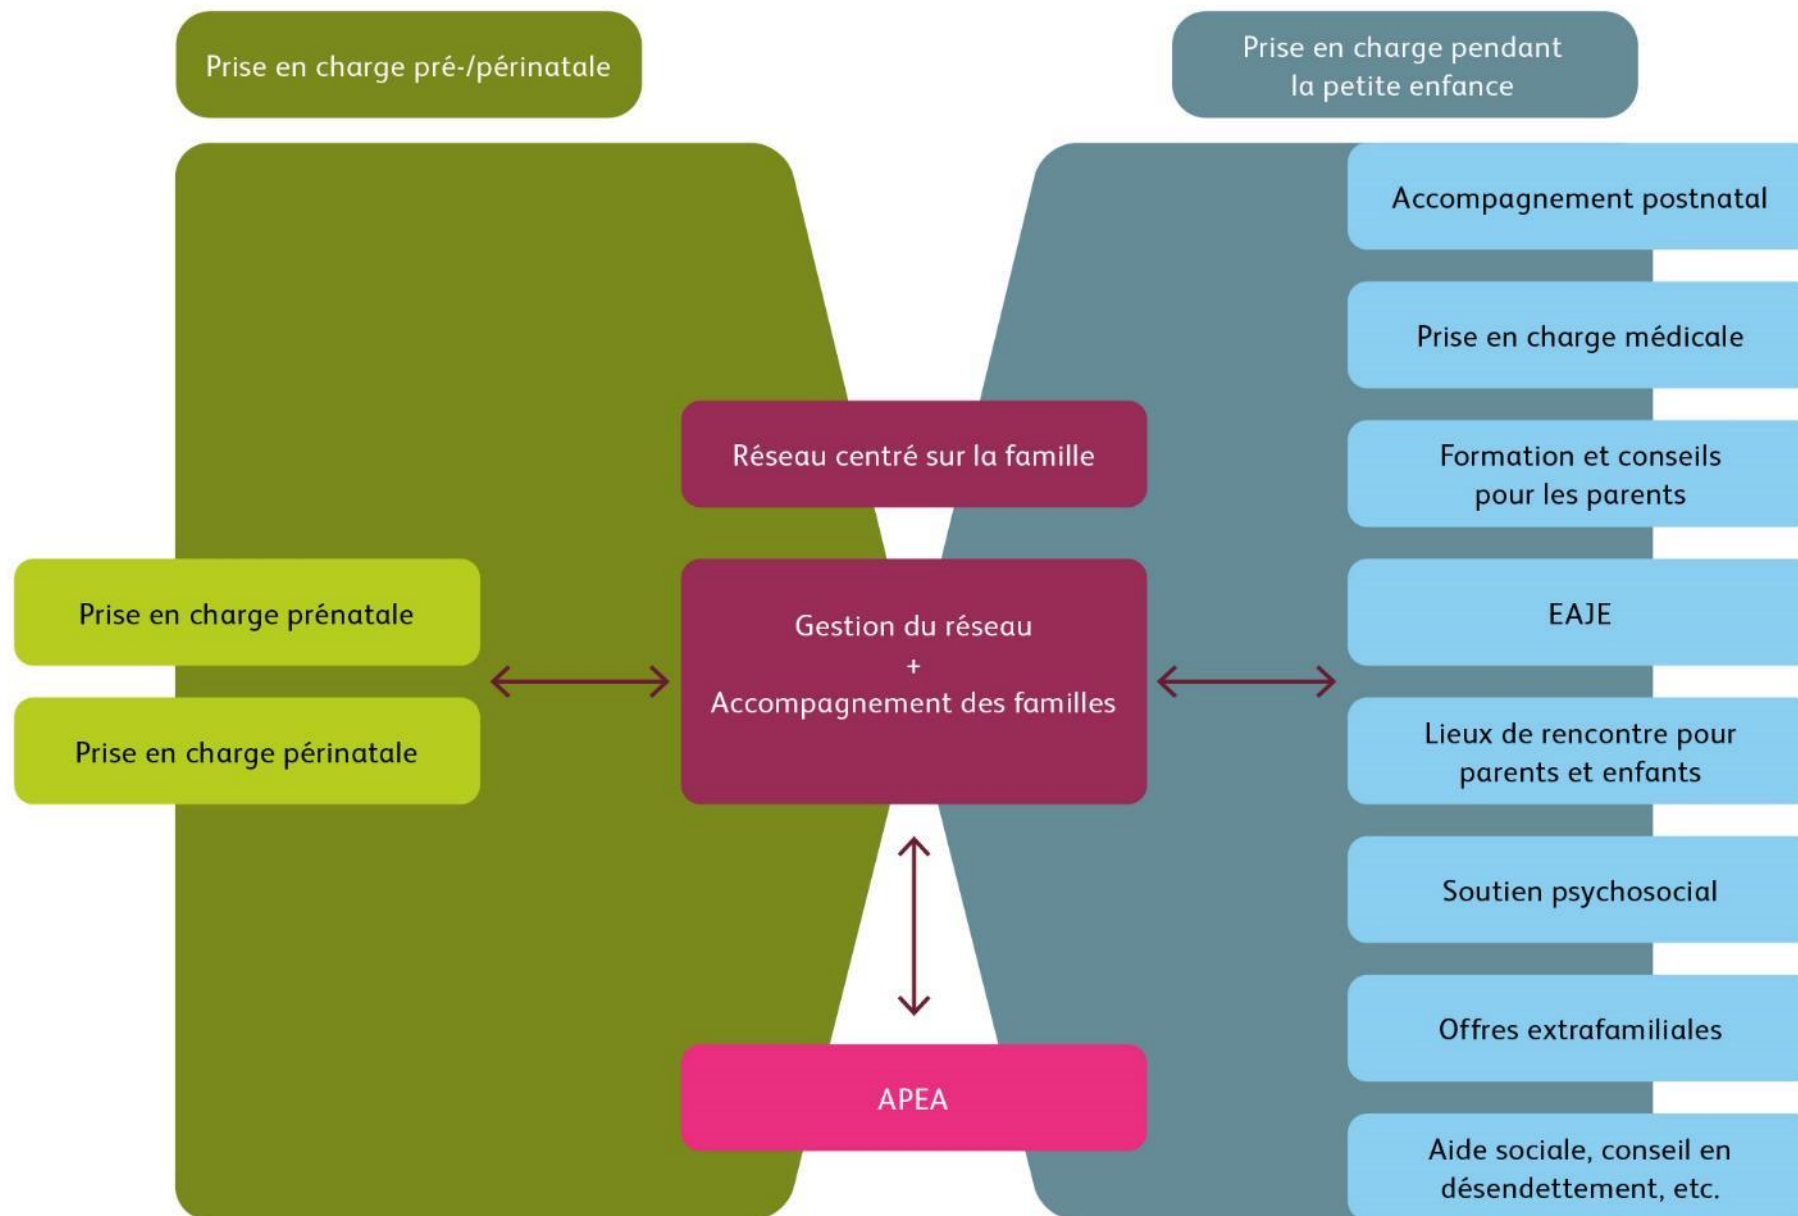 Prise en charge pré-/périnatale
Prise en charge pendant
la petite enfance
Accompagnement postnatal
Prise en charge médicale
Réseau centré sur la famille
Formation et conseils
pour les parents
Prise en charge prénatale
Gestion du réseau
+
Accompagnement des familles
EAJE
Prise en charge périnatale
Lieux de rencontre pour
parents et enfants
Soutien psychosocial
Offres extrafamiliales
APEA
Aide sociale, conseil en
désendettement, etc.